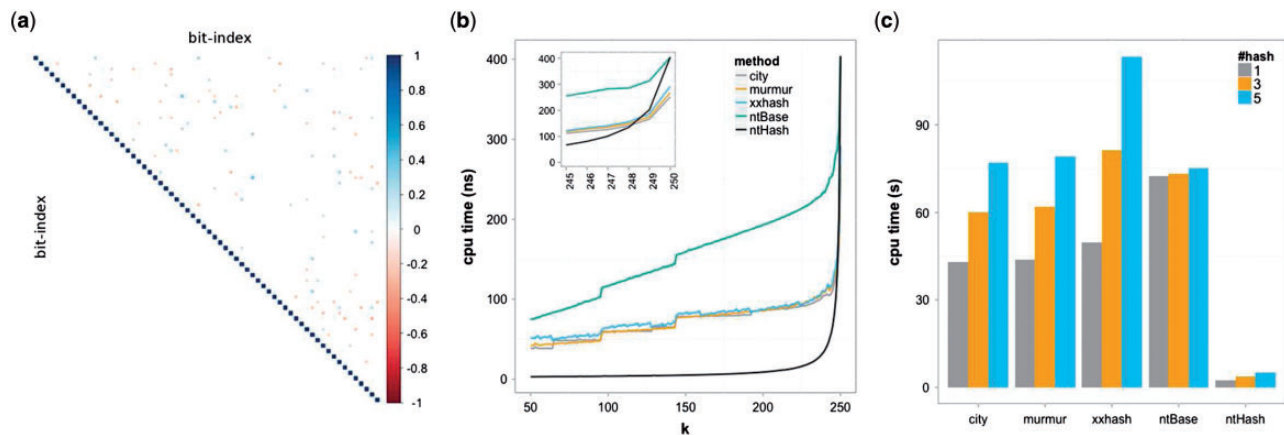 (a)
bit-index
bit-index
1
0.8
0.6
0.4
0.2
0
-0.2
-0.4
-0.6
-0.8
-1
(b)
cpu time (ns)
400
300
200
100
0
50
100
150
200
250
k
400
300
200
100
0
245
246
247
248
249
250
method
city
murmur
xxhash
ntBase
ntHash
(c)
cpu time (s)
90
60
30
0
city
murmur
xxhash
ntBase
ntHash
#hash
1
3
5